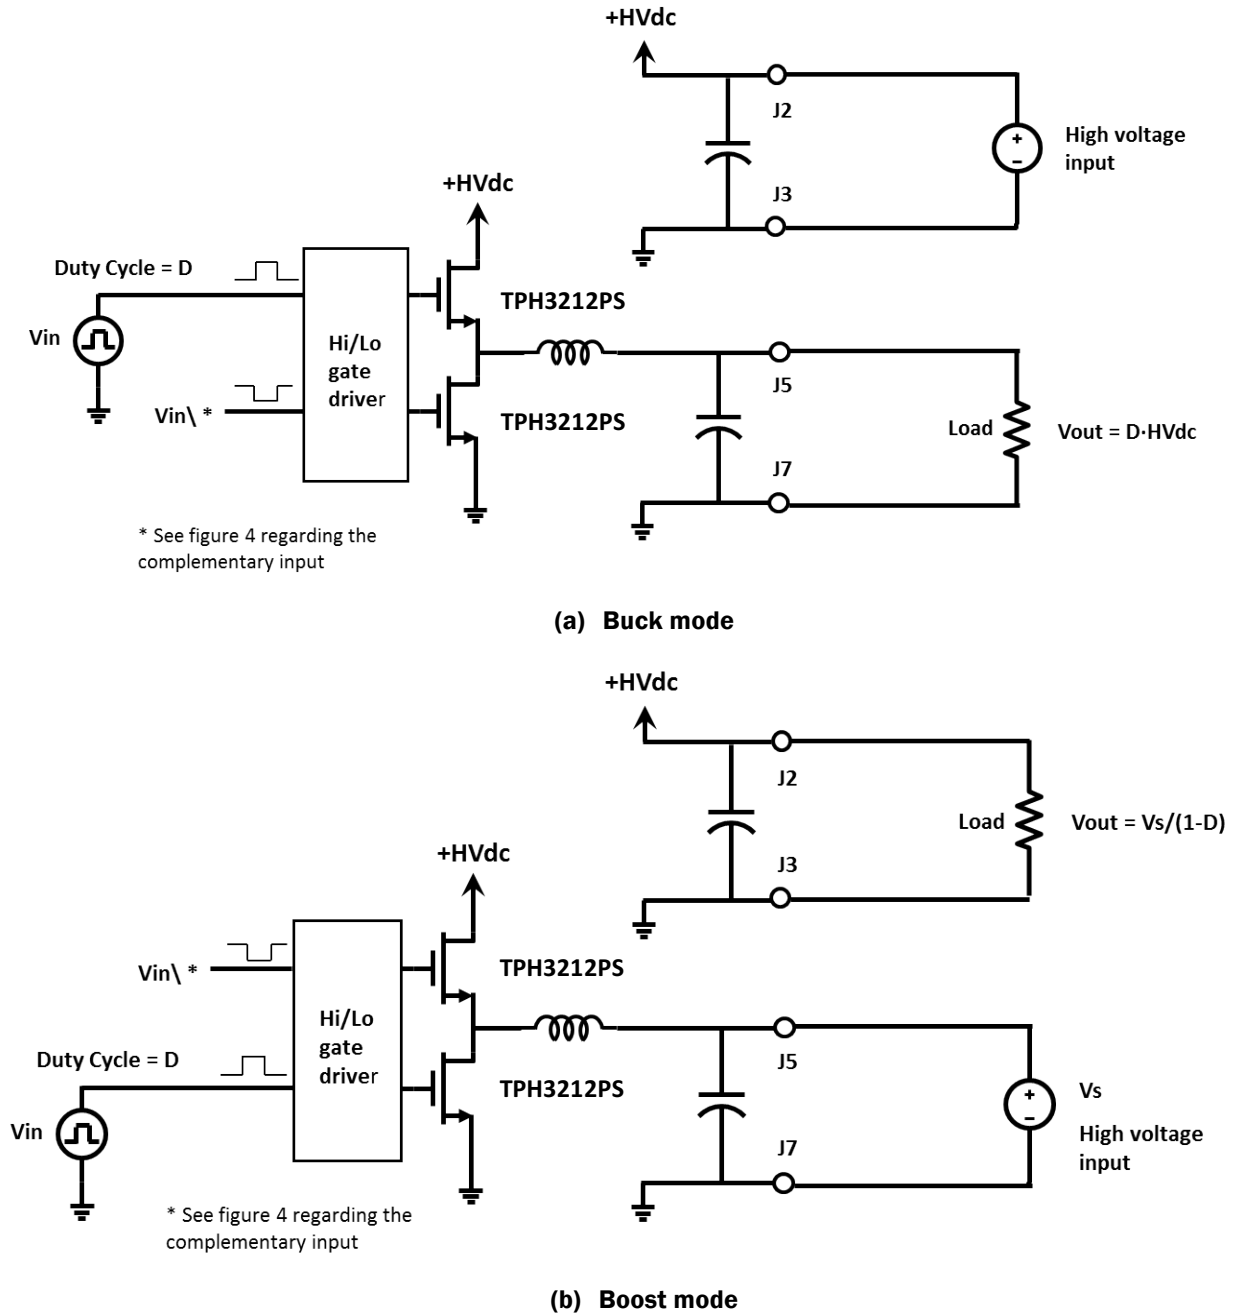 +HVdc
J2
High voltage
input
J3
+HVdc
Duty Cycle = D
TPH3212PS
Vin
Hi/Lo
gate
driver
J5
Vin\ *
TPH3212PS
Load
Vout = D·HVdc
J7
* See figure 4 regarding the
complementary input
(a) Buck mode
+HVdc
J2
Load
Vout = Vs/(1-D)
J3
+HVdc
Vin\ *
TPH3212PS
Hi/Lo
gate
driver
Duty Cycle = D
J5
TPH3212PS
Vs
Vin
High voltage
input
J7
* See figure 4 regarding the
complementary input
(b) Boost mode